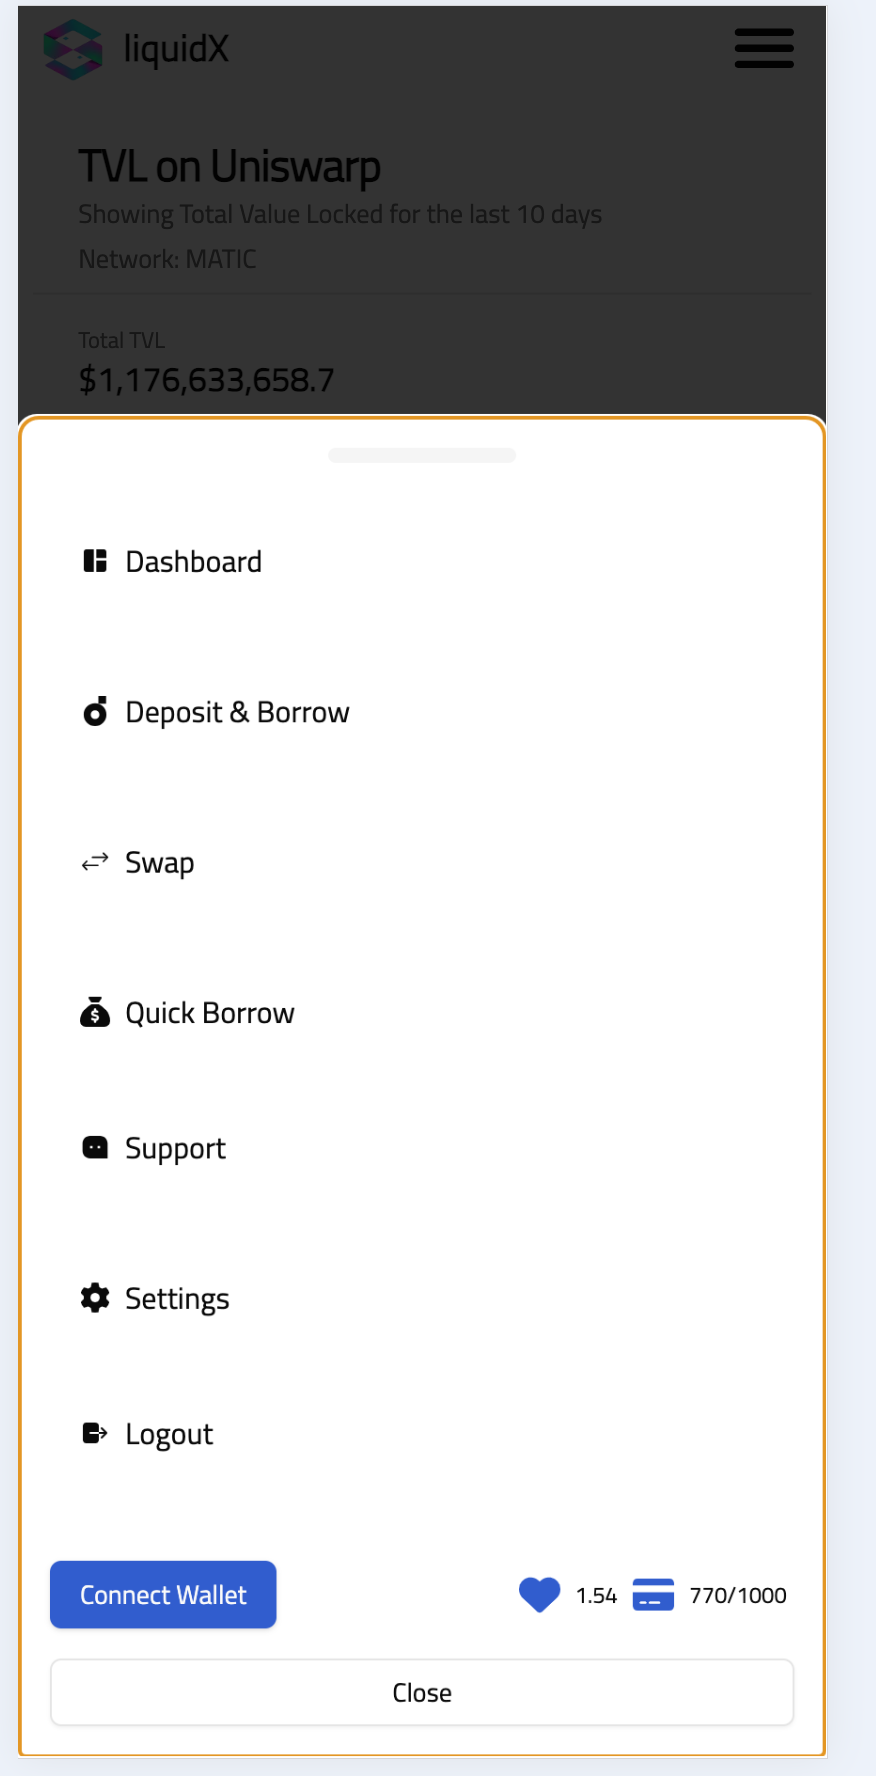 liquidX
TVL on Uniswarp
Showing Total Value Locked for the last 10 days
Network: MATIC
Total TVL
$1,176,633,658.7
Dashboard
Deposit & Borrow
Swap
Quick Borrow
Support
Settings
Logout
Connect Wallet 1.54 770/1000
Close